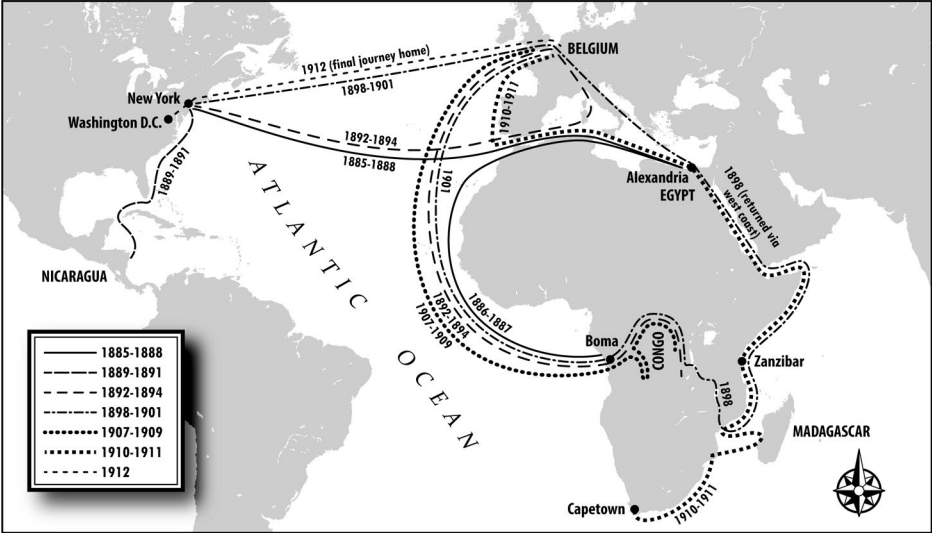 BELGIUM
1912 (final journey home)
1898-1901
New York
Washington D.C.
1910-1911
1892-1894
1885-1888
1889-1891
1901
Alexandria
EGYPT
1898 (returned via
west coast)
ATLANTIC
OCEAN
NICARAGUA
1886-1887
1892-1894
1907-1909
Boma
CONGO
Zanzibar
1898
MADAGASCAR
Capetown
1910-1911
1885-1888
1889-1891
1892-1894
1898-1901
1907-1909
1910-1911
1912